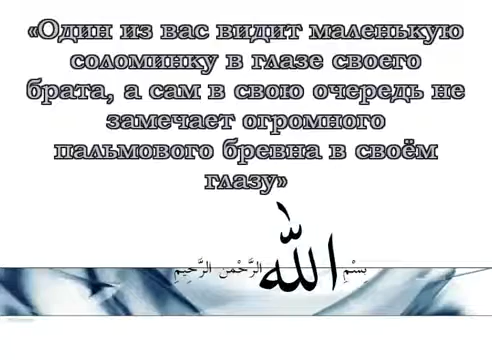 «Один из вас видит маленькую
соломинку в глазе своего
брата, а сам в свою очередь не
замечает огромного
пальмового бревна в своём
глазу»
بِسْمِ الله الرَّحْمن الرَّحِيمِ